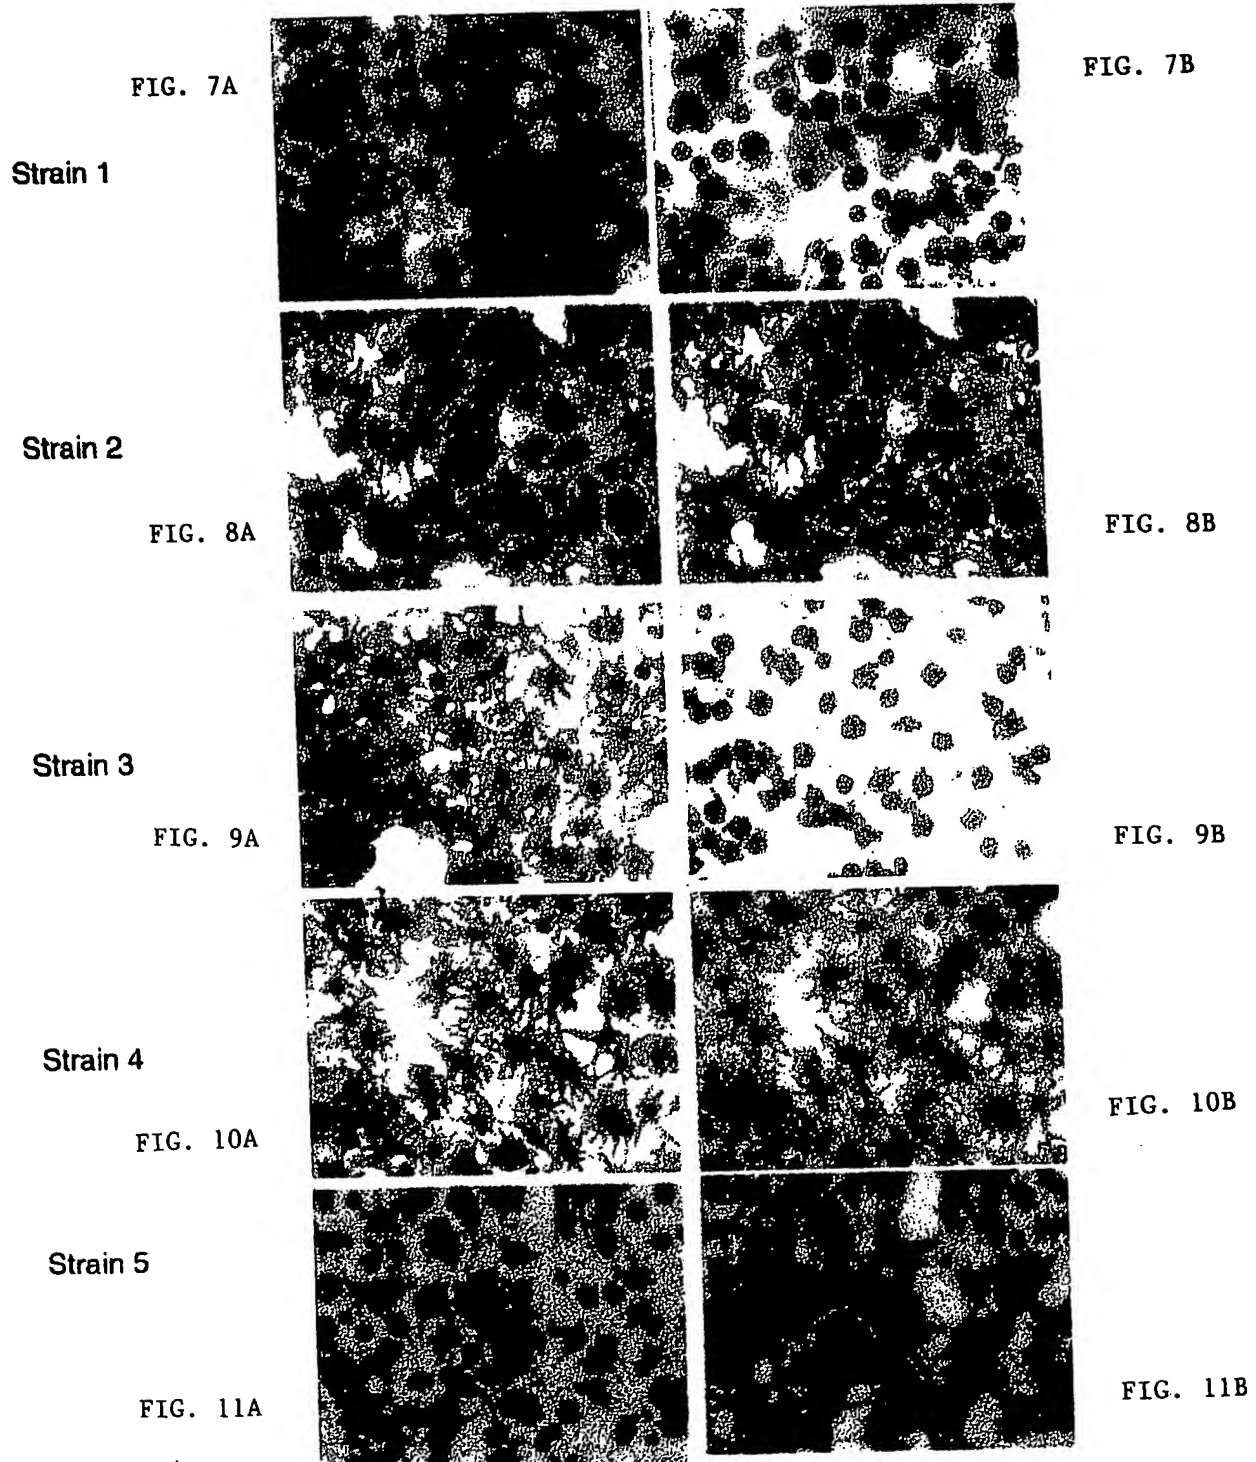 FIG. 7A
FIG. 7B
Strain 1
Strain 2
FIG. 8A
FIG. 8B
Strain 3
FIG. 9A
FIG. 9B
Strain 4
FIG. 10A
FIG. 10B
Strain 5
FIG. 11A
FIG. 11B